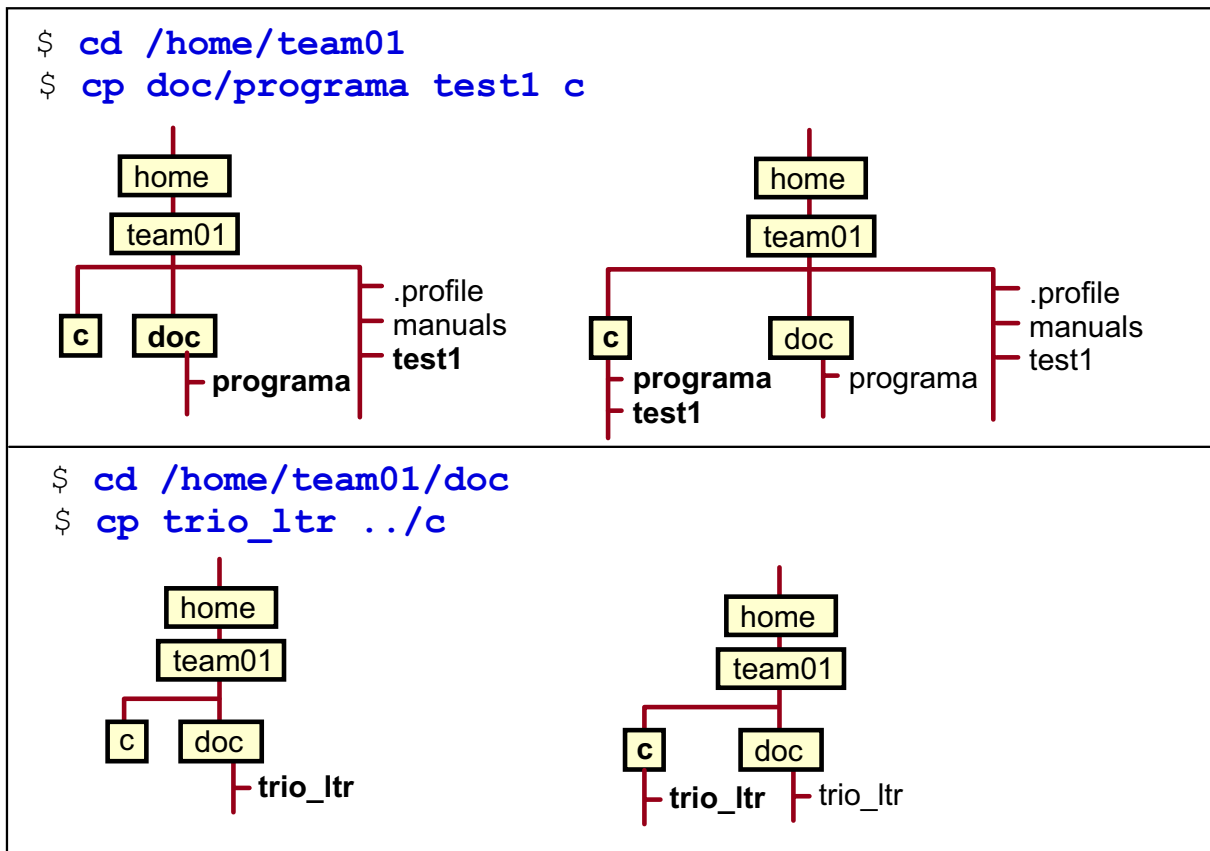 $ cd /home/team01
$ cp doc/programa test1 c
home
team01
c
doc
.profile
manuals
test1
programa
home
team01
c
doc
.profile
manuals
test1
programa
test1
programa
$ cd /home/team01/doc
$ cp trio_ltr ../c
home
team01
c
doc
trio_ltr
home
team01
c
doc
trio_ltr
trio_ltr